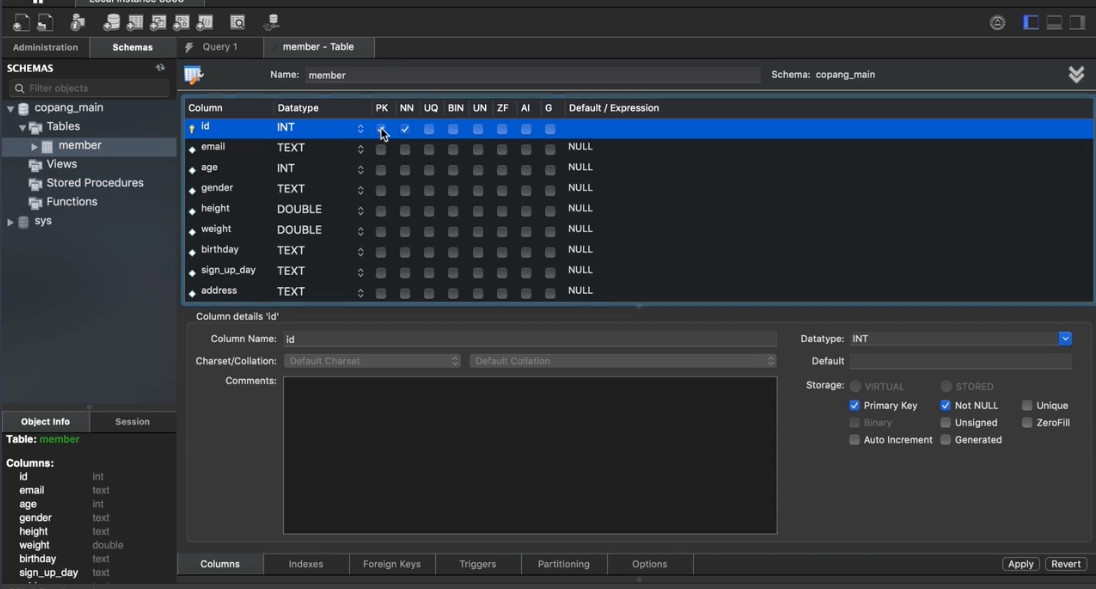 Local instance 3306
Administration Schemas Query 1 member - Table
SCHEMAS
Name: member Schema: copang_main
Filter objects
copang_main
Tables
member
Views
Stored Procedures
Functions
sys
Column Datatype PK NN UQ BIN UN ZF AI G Default / Expression
id INT
email TEXT NULL
age INT NULL
gender TEXT NULL
height DOUBLE NULL
weight DOUBLE NULL
birthday TEXT NULL
sign_up_day TEXT NULL
address TEXT NULL
Column details 'id'
Column Name: id Datatype: INT
Charset/Collation: Default Charset Default Collation Default
Comments: Storage: VIRTUAL STORED
Primary Key Not NULL Unique
Binary Unsigned ZeroFill
Auto Increment Generated
Object Info Session
Table: member
Columns:
id int
email text
age int
gender text
height text
weight double
birthday text
sign_up_day text
Columns Indexes Foreign Keys Triggers Partitioning Options Apply Revert